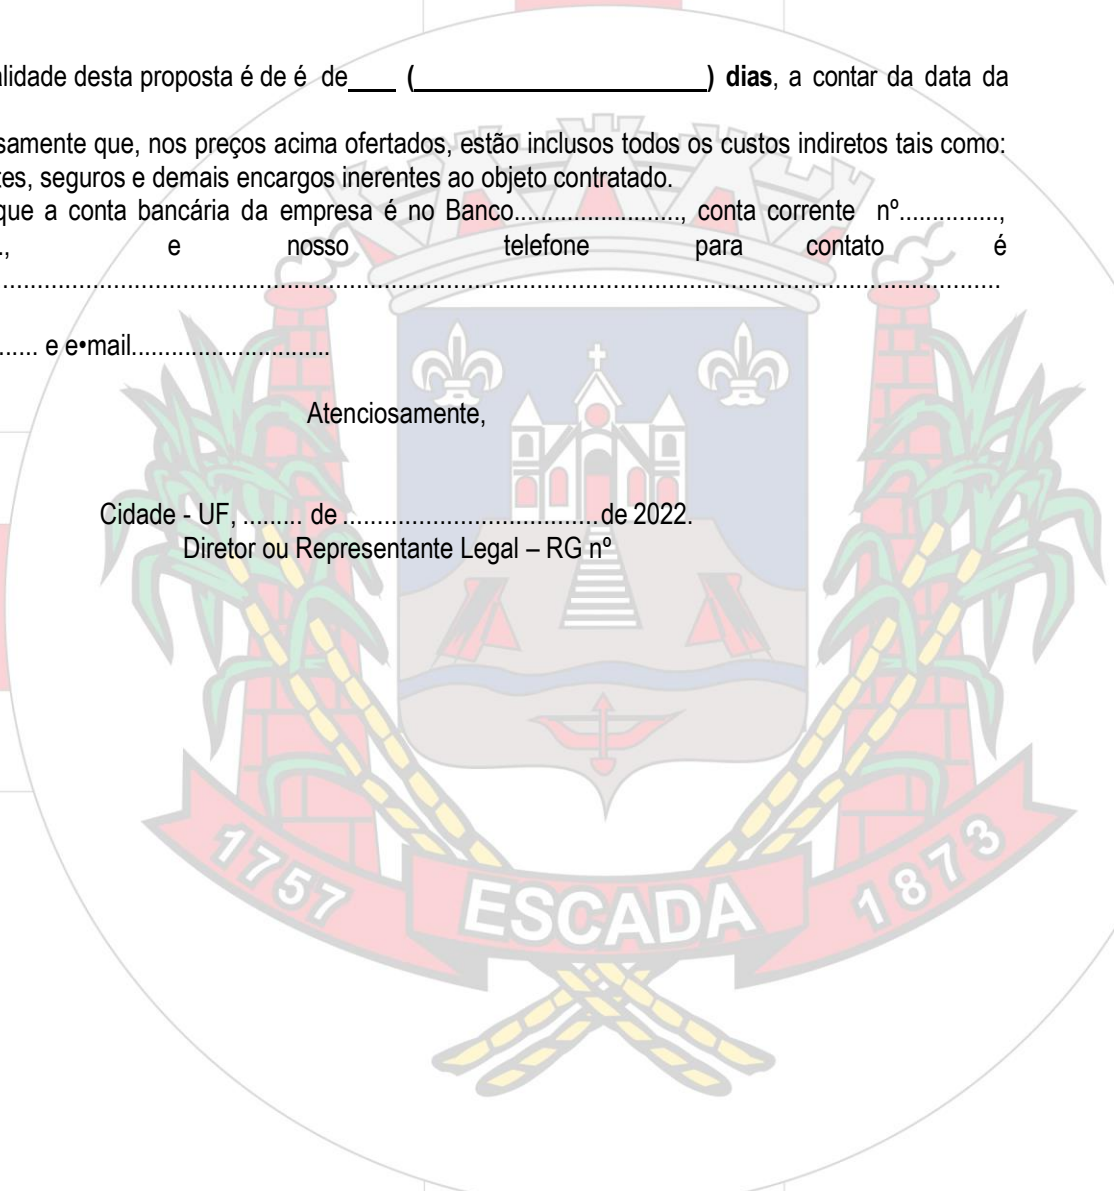 alidade desta proposta é de é de____ (______________________) dias, a contar da data da
samente que, nos preços acima ofertados, estão inclusos todos os custos indiretos tais como:
tes, seguros e demais encargos inerentes ao objeto contratado.
que a conta bancária da empresa é no Banco........................., conta corrente nº...............,
., e nosso telefone para contato é
....................................................................................................................................................
...... e e•mail..............................
Atenciosamente,
Cidade - UF, ......... de ...................................... de 2022.
Diretor ou Representante Legal – RG nº
1757 ESCADA 1873